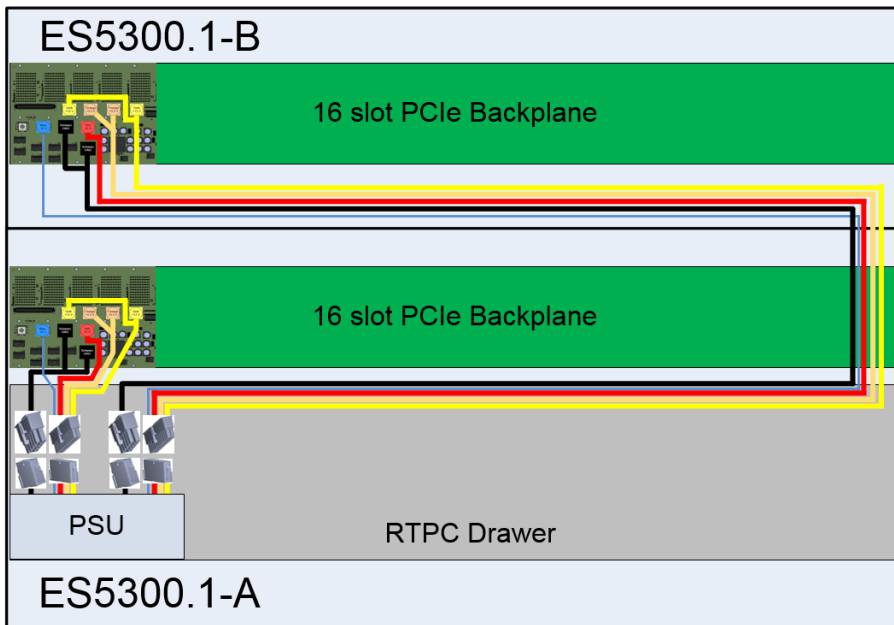 ES5300.1-B
16 slot PCIe Backplane
16 slot PCIe Backplane
PSU
RTPC Drawer
ES5300.1-A